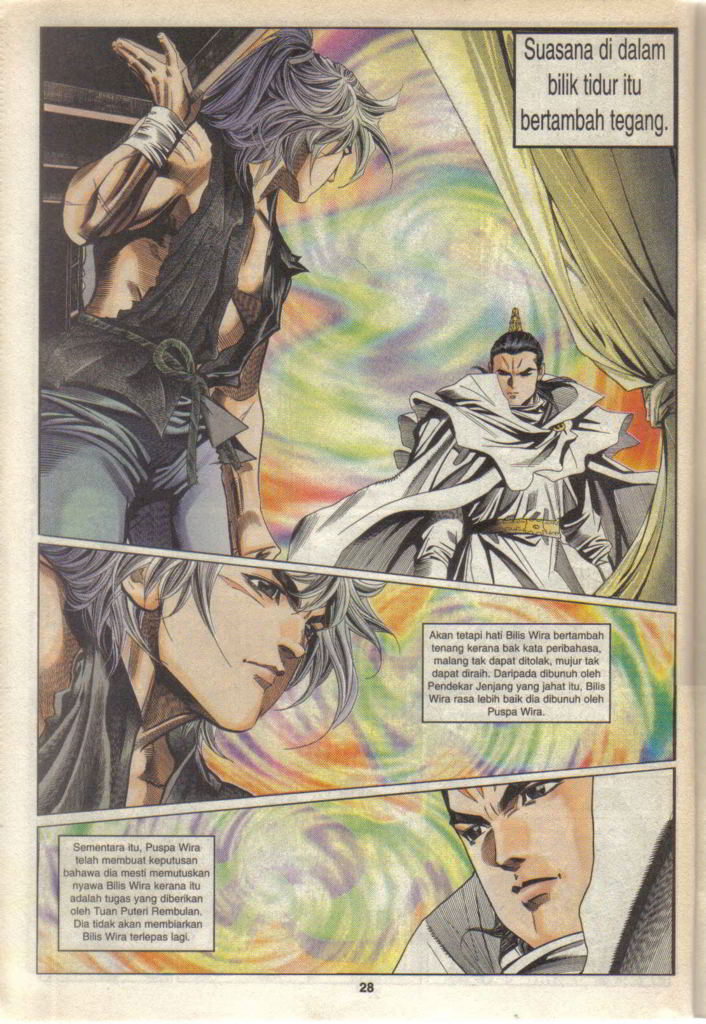 Suasana di dalam
bilik tidur itu
bertambah tegang.
Akan tetapi hati Bilis Wira bertambah
tenang kerana bak kata peribahasa,
malang tak dapat ditolak, mujur tak
dapat diraih. Daripada dibunuh oleh
Pendekar Jenjang yang jahat itu, Bilis
Wira rasa lebih baik dia dibunuh oleh
Puspa Wira.
Sementara itu, Puspa Wira
telah membuat keputusan
bahawa dia mesti memutuskan
nyawa Bilis Wira kerana itu
adalah tugas yang diberikan
oleh Tuan Puteri Rembulan.
Dia tidak akan membiarkan
Bilis Wira terlepas lagi.
28